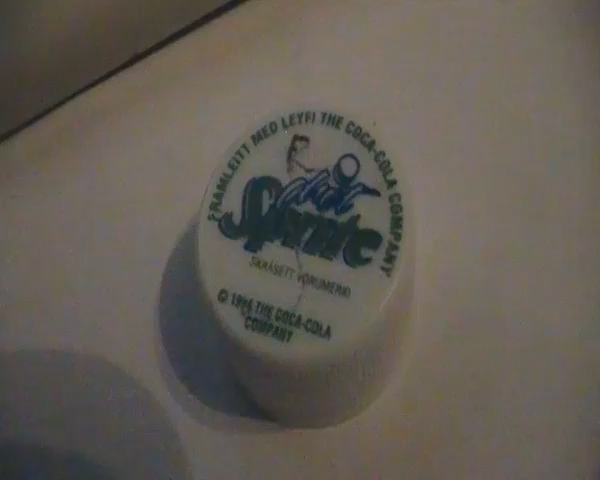 FRAMLEITT MED LEYFI THE COCA-COLA COMPANY
diet
Sprite
SKRÁSETT VÖRUMERKI
© 1994 THE COCA-COLA
COMPANY